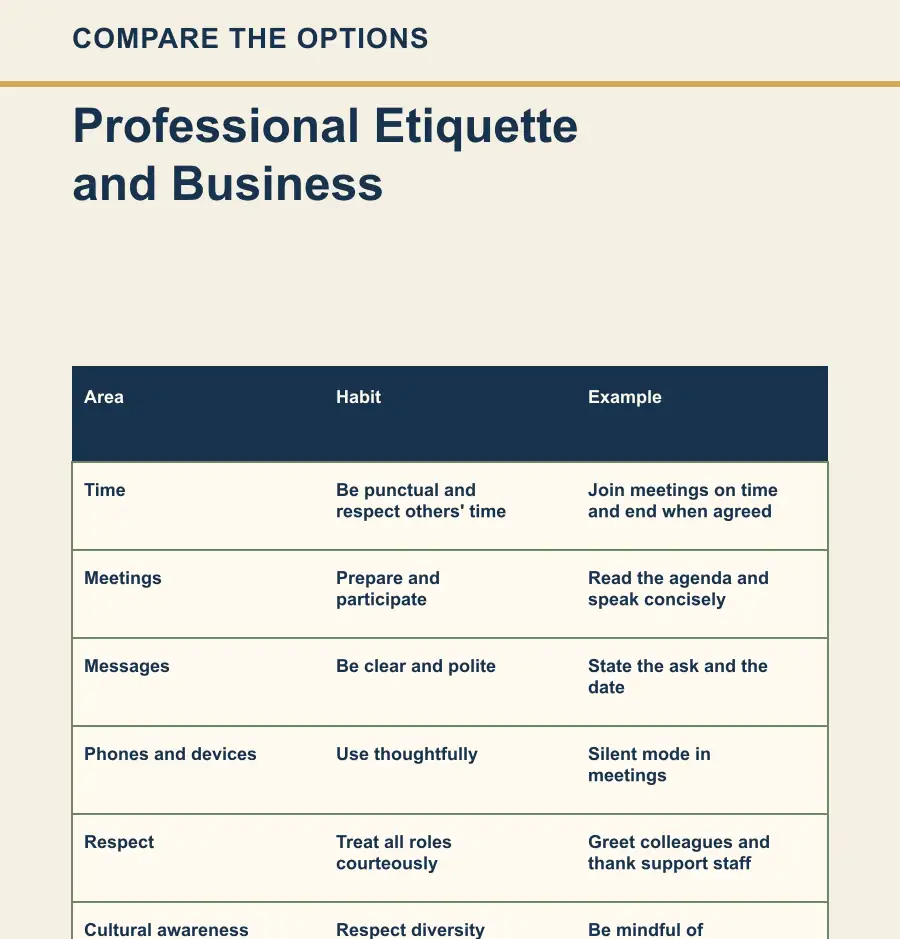 COMPARE THE OPTIONS
Professional Etiquette
and Business
Area Habit Example
Time Be punctual and Join meetings on time
respect others' time and end when agreed
Meetings Prepare and Read the agenda and
participate speak concisely
Messages Be clear and polite State the ask and the
date
Phones and devices Use thoughtfully Silent mode in
meetings
Respect Treat all roles Greet colleagues and
courteously thank support staff
Cultural awareness Respect diversity Be mindful of